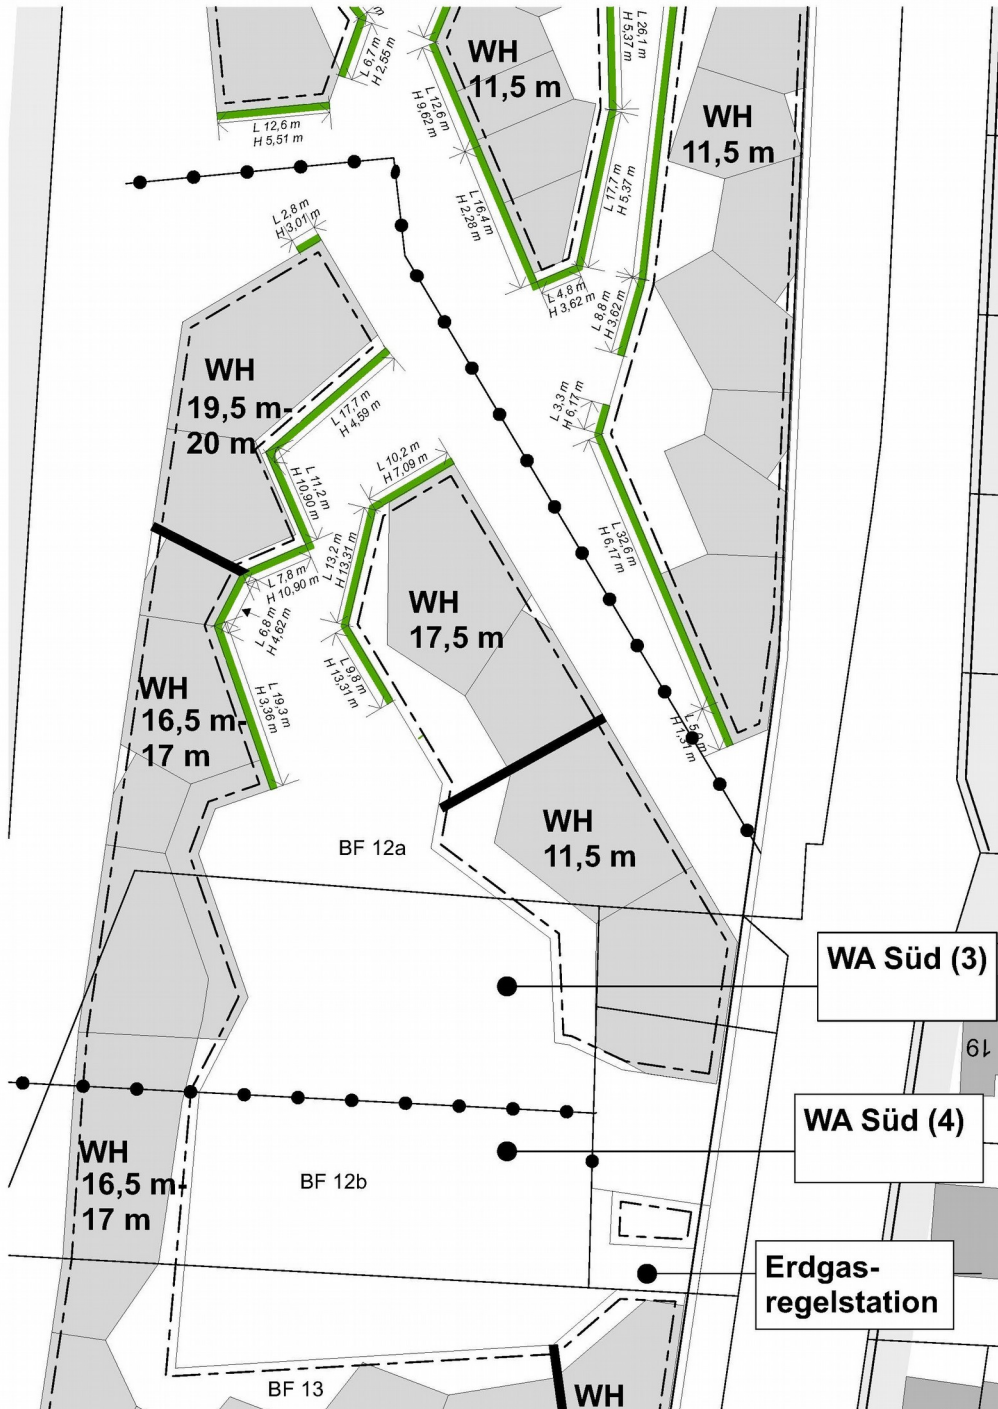 L 6,7 m
H 2,55 m
L 12,6 m
H 5,51 m
WH
11,5 m
L 12,6 m
H 9,62 m
L 16,4 m
H 2,28 m
L 26,1 m
H 5,37 m
WH
11,5 m
L 17,7 m
H 5,37 m
L 4,8 m
H 3,62 m
L 8,8 m
H 3,62 m
L 2,8 m
H 3,01 m
WH
19,5 m-
20 m
L 17,7 m
H 4,59 m
L 11,2 m
H 10,90 m
L 10,2 m
H 7,09 m
L 3,3 m
H 6,17 m
L 32,6 m
H 6,17 m
L 13,2 m
H 13,31 m
L 7,8 m
H 10,90 m
L 6,8 m
H 4,62 m
WH
17,5 m
L 9,8 m
H 13,31 m
L 19,3 m
H 3,36 m
WH
16,5 m-
17 m
H 1,31 m
WH
11,5 m
BF 12a
WA Süd (3)
19
WA Süd (4)
WH
16,5 m-
17 m
BF 12b
Erdgas-
regelstation
BF 13
WH